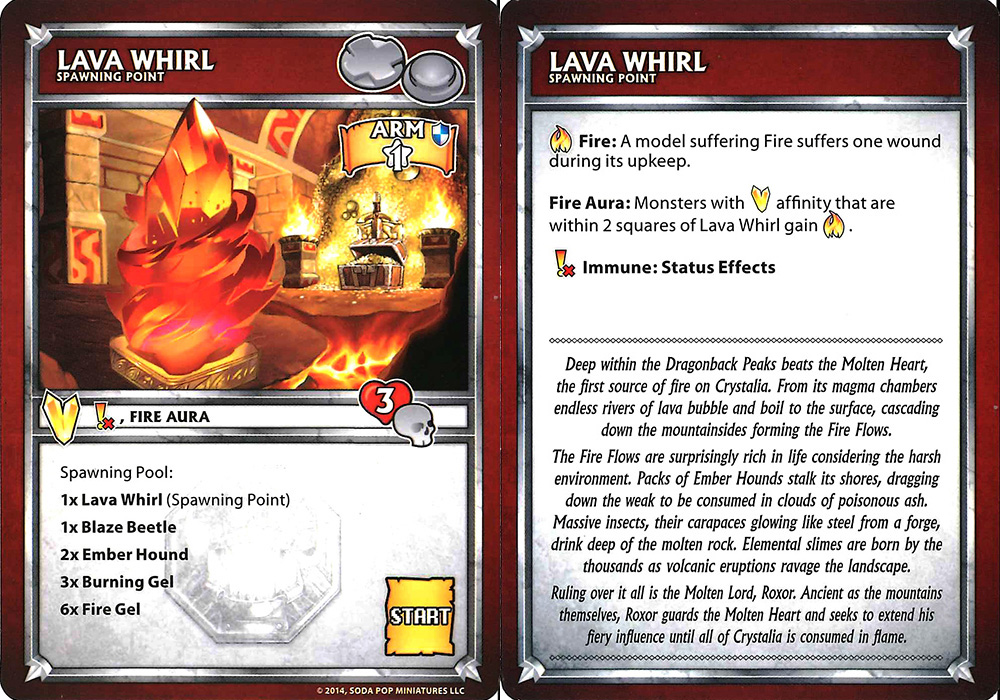 LAVA WHIRL
SPAWNING POINT
ARM
1
3
, FIRE AURA
Spawning Pool:
1x Lava Whirl (Spawning Point)
1x Blaze Beetle
2x Ember Hound
3x Burning Gel
6x Fire Gel
START
© 2014, SODA POP MINIATURES LLC
LAVA WHIRL
SPAWNING POINT
Fire: A model suffering Fire suffers one wound
during its upkeep.
Fire Aura: Monsters with affinity that are
within 2 squares of Lava Whirl gain .
Immune: Status Effects
Deep within the Dragonback Peaks beats the Molten Heart,
the first source of fire on Crystalia. From its magma chambers
endless rivers of lava bubble and boil to the surface, cascading
down the mountainsides forming the Fire Flows.
The Fire Flows are surprisingly rich in life considering the harsh
environment. Packs of Ember Hounds stalk its shores, dragging
down the weak to be consumed in clouds of poisonous ash.
Massive insects, their carapaces glowing like steel from a forge,
drink deep of the molten rock. Elemental slimes are born by the
thousands as volcanic eruptions ravage the landscape.
Ruling over it all is the Molten Lord, Roxor. Ancient as the mountains
themselves, Roxor guards the Molten Heart and seeks to extend his
fiery influence until all of Crystalia is consumed in flame.